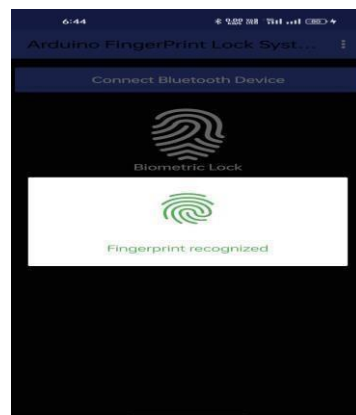 6:44
Arduino FingerPrint Lock Syst...
Connect Bluetooth Device
Biometric Lock
Fingerprint recognized